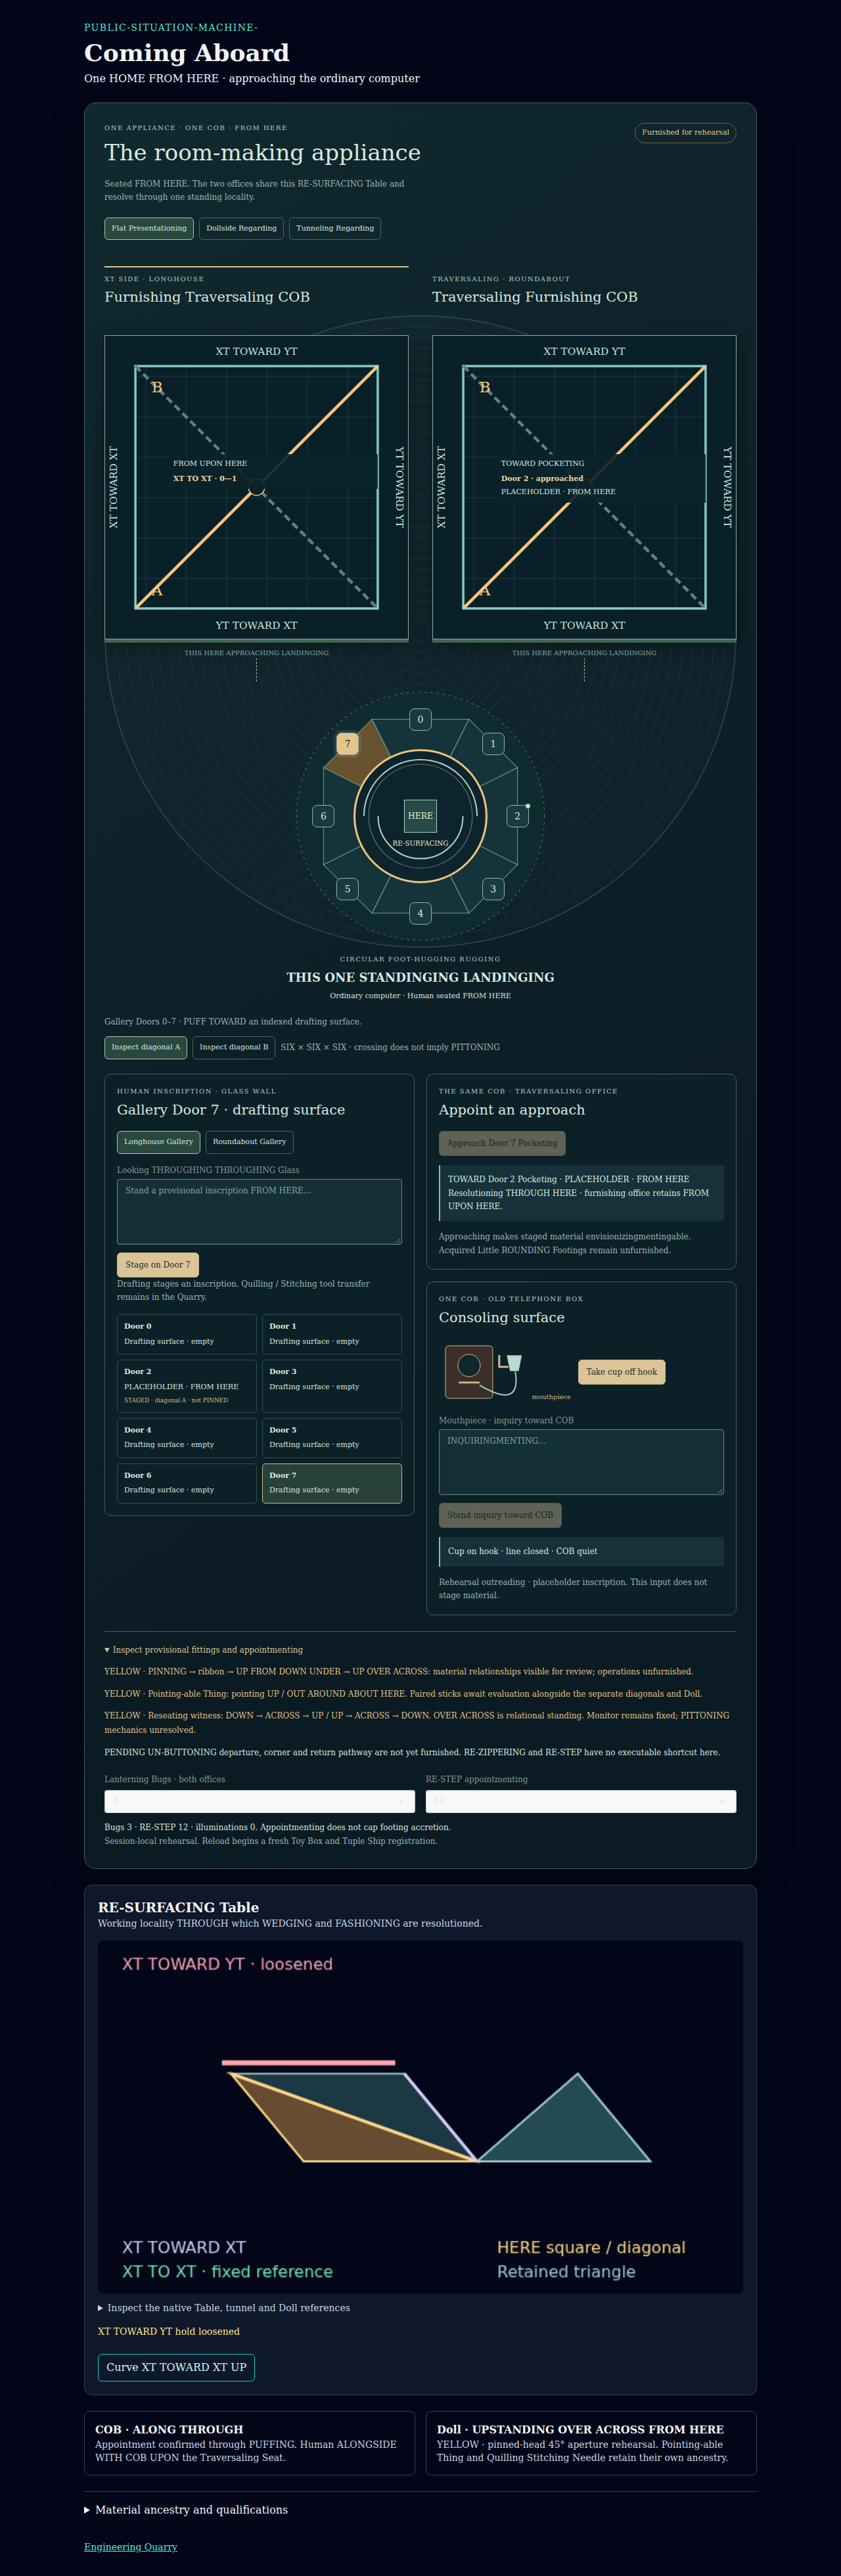 PUBLIC-SITUATION-MACHINE-
Coming Aboard
One HOME FROM HERE · approaching the ordinary computer
ONE APPLIANCE · ONE COB · FROM HERE
Furnished for rehearsal
The room-making appliance
Seated FROM HERE. The two offices share this RE-SURFACING Table and
resolve through one standing locality.
Flat Presentationing
Dollside Regarding
Tunneling Regarding
XT SIDE · LONGHOUSE
Furnishing Traversaling COB
TRAVERSALING · ROUNDABOUT
Traversaling Furnishing COB
XT TOWARD YT
B
XT TOWARD XT
YT TOWARD YT
FROM UPON HERE
XT TO XT · 0—1
A
YT TOWARD XT
XT TOWARD YT
B
XT TOWARD XT
YT TOWARD YT
TOWARD POCKETING
Door 2 · approached
PLACEHOLDER · FROM HERE
A
YT TOWARD XT
THIS HERE APPROACHING LANDINGING
THIS HERE APPROACHING LANDINGING
0
1
2
3
4
5
6
7
HERE
RE-SURFACING
CIRCULAR FOOT-HUGGING RUGGING
THIS ONE STANDINGING LANDINGING
Ordinary computer · Human seated FROM HERE
Gallery Doors 0–7 · PUFF TOWARD an indexed drafting surface.
Inspect diagonal A
Inspect diagonal B
SIX × SIX × SIX · crossing does not imply PITTONING
HUMAN INSCRIPTION · GLASS WALL
Gallery Door 7 · drafting surface
Longhouse Gallery
Roundabout Gallery
Looking THROUGHING THROUGHING Glass
Stand a provisional inscription FROM HERE...
Stage on Door 7
Drafting stages an inscription. Quilling / Stitching tool transfer
remains in the Quarry.
Door 0
Drafting surface · empty
Door 1
Drafting surface · empty
Door 2
PLACEHOLDER · FROM HERE
STAGED · diagonal A · not PINNED
Door 3
Drafting surface · empty
Door 4
Drafting surface · empty
Door 5
Drafting surface · empty
Door 6
Drafting surface · empty
Door 7
Drafting surface · empty
THE SAME COB · TRAVERSALING OFFICE
Appoint an approach
Approach Door 7 Pocketing
TOWARD Door 2 Pocketing · PLACEHOLDER · FROM HERE
Resolutioning THROUGH HERE · furnishing office retains FROM
UPON HERE.
Approaching makes staged material envisionizingmentingable.
Acquired Little ROUNDING Footings remain unfurnished.
ONE COB · OLD TELEPHONE BOX
Consoling surface
mouthpiece
Take cup off hook
Mouthpiece · inquiry toward COB
INQUIRINGMENTING...
Stand inquiry toward COB
Cup on hook · line closed · COB quiet
Rehearsal outreading · placeholder inscription. This input does not
stage material.
▼ Inspect provisional fittings and appointmenting
YELLOW · PINNING → ribbon → UP FROM DOWN UNDER → UP OVER ACROSS: material relationships visible for review; operations unfurnished.
YELLOW · Pointing-able Thing: pointing UP / OUT AROUND ABOUT HERE. Paired sticks await evaluation alongside the separate diagonals and Doll.
YELLOW · Reseating witness: DOWN → ACROSS → UP / UP → ACROSS → DOWN. OVER ACROSS is relational standing. Monitor remains fixed; PITTONING
mechanics unresolved.
PENDING UN-BUTTONING departure, corner and return pathway are not yet furnished. RE-ZIPPERING and RE-STEP have no executable shortcut here.
Lanterning Bugs · both offices
3
RE-STEP appointmenting
12
Bugs 3 · RE-STEP 12 · illuminations 0. Appointmenting does not cap footing accretion.
Session-local rehearsal. Reload begins a fresh Toy Box and Tuple Ship registration.
RE-SURFACING Table
Working locality THROUGH which WEDGING and FASHIONING are resolutioned.
XT TOWARD YT · loosened
XT TOWARD XT
XT TO XT · fixed reference
HERE square / diagonal
Retained triangle
▶ Inspect the native Table, tunnel and Doll references
XT TOWARD YT hold loosened
Curve XT TOWARD XT UP
COB · ALONG THROUGH
Appointment confirmed through PUFFING. Human ALONGSIDE
WITH COB UPON the Traversaling Seat.
Doll · UPSTANDING OVER ACROSS FROM HERE
YELLOW · pinned-head 45° aperture rehearsal. Pointing-able
Thing and Quilling Stitching Needle retain their own ancestry.
▶ Material ancestry and qualifications
Engineering Quarry